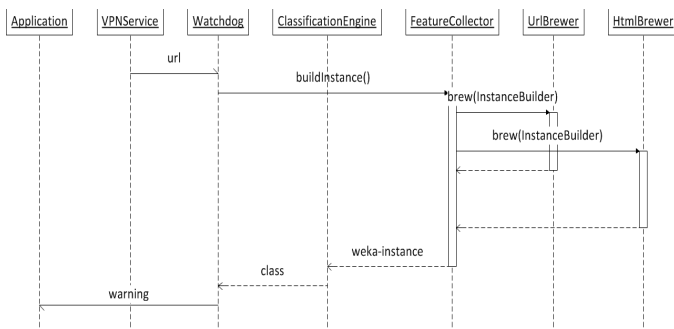 Application
VPNService
Watchdog
ClassificationEngine
FeatureCollector
UrlBrewer
HtmlBrewer
url
buildInstance()
brew(InstanceBuilder)
brew(InstanceBuilder)
weka-instance
class
warning